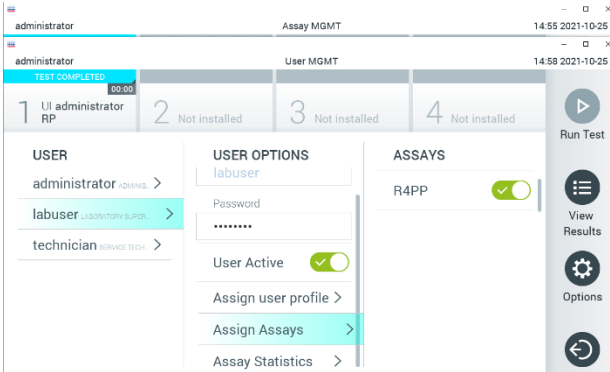 administrator Assay MGMT 14:55 2021-10-25
administrator User MGMT 14:58 2021-10-25
TEST COMPLETED
00:00
1 UI administrator
RP
2 Not installed
3 Not installed
4 Not installed
Run Test
USER
administrator ADMINIS..
labuser LABORATORY SUPER..
technician SERVICE TECH..
USER OPTIONS
labuser
Password
••••••••
User Active
Assign user profile
Assign Assays
Assay Statistics
ASSAYS
R4PP
View
Results
Options